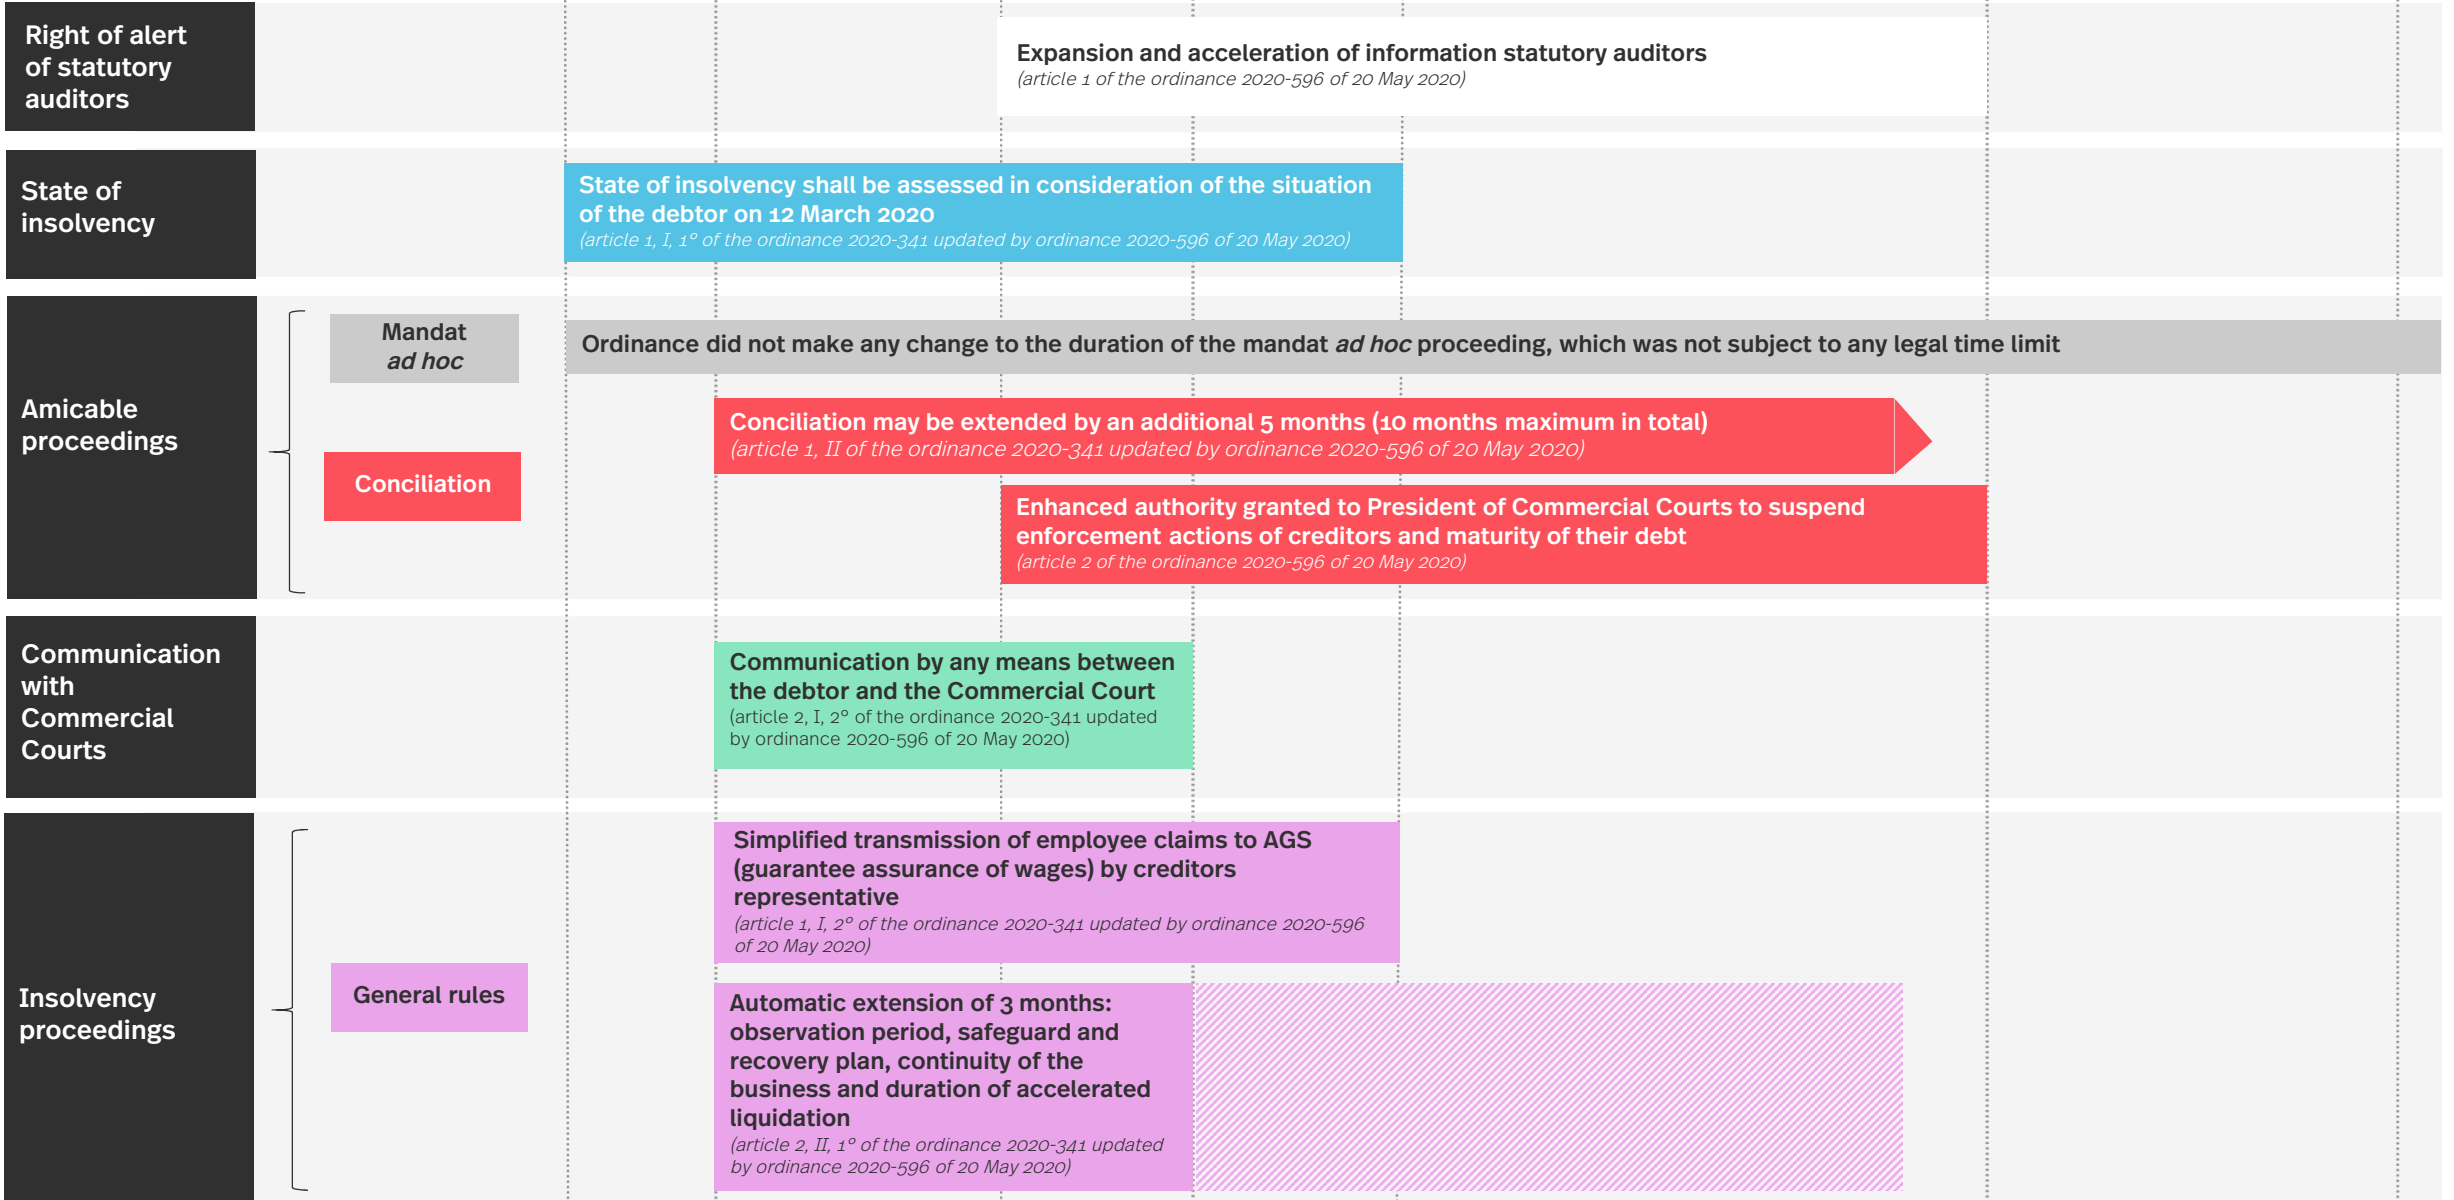 Right of alert
of statutory
auditors
Expansion and acceleration of information statutory auditors
(article 1 of the ordinance 2020-596 of 20 May 2020)
State of
insolvency
State of insolvency shall be assessed in consideration of the situation
of the debtor on 12 March 2020
(article 1, I, 1° of the ordinance 2020-341 updated by ordinance 2020-596 of 20 May 2020)
Amicable
proceedings
Mandat
ad hoc
Ordinance did not make any change to the duration of the mandat ad hoc proceeding, which was not subject to any legal time limit
Conciliation
Conciliation may be extended by an additional 5 months (10 months maximum in total)
(article 1, II of the ordinance 2020-341 updated by ordinance 2020-596 of 20 May 2020)
Enhanced authority granted to President of Commercial Courts to suspend
enforcement actions of creditors and maturity of their debt
(article 2 of the ordinance 2020-596 of 20 May 2020)
Communication
with
Commercial
Courts
Communication by any means between
the debtor and the Commercial Court
(article 2, I, 2° of the ordinance 2020-341 updated
by ordinance 2020-596 of 20 May 2020)
Insolvency
proceedings
General rules
Simplified transmission of employee claims to AGS
(guarantee assurance of wages) by creditors
representative
(article 1, I, 2° of the ordinance 2020-341 updated by ordinance 2020-596
of 20 May 2020)
Automatic extension of 3 months:
observation period, safeguard and
recovery plan, continuity of the
business and duration of accelerated
liquidation
(article 2, II, 1° of the ordinance 2020-341 updated
by ordinance 2020-596 of 20 May 2020)